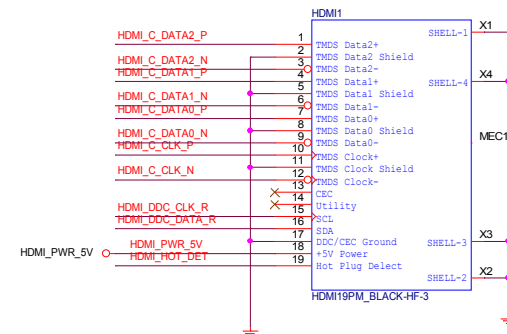 HDMI1
HDMI_C_DATA2_P 1 TMDS Data2+ SHELL-1 X1
2 TMDS Data2 Shield
HDMI_C_DATA2_N 3 TMDS Data2-
HDMI_C_DATA1_P 4 TMDS Data1+ SHELL-4 X4
5 TMDS Data1 Shield
HDMI_C_DATA1_N 6 TMDS Data1-
HDMI_C_DATA0_P 7 TMDS Data0+
8 TMDS Data0 Shield MEC1
HDMI_C_DATA0_N 9 TMDS Data0-
HDMI_C_CLK_P 10 TMDS Clock+
11 TMDS Clock Shield
HDMI_C_CLK_N 12 TMDS Clock-
13 CEC
14 Utility
HDMI_DDC_CLK_R 15 SCL
HDMI_DDC_DATA_R 16 SDA
17 DDC/CEC Ground SHELL-3 X3
HDMI_PWR_5V HDMI_PWR_5V 18 +5V Power
HDMI_HOT_DET 19 Hot Plug Delect
SHELL-2 X2
HDMI19PM_BLACK-HF-3